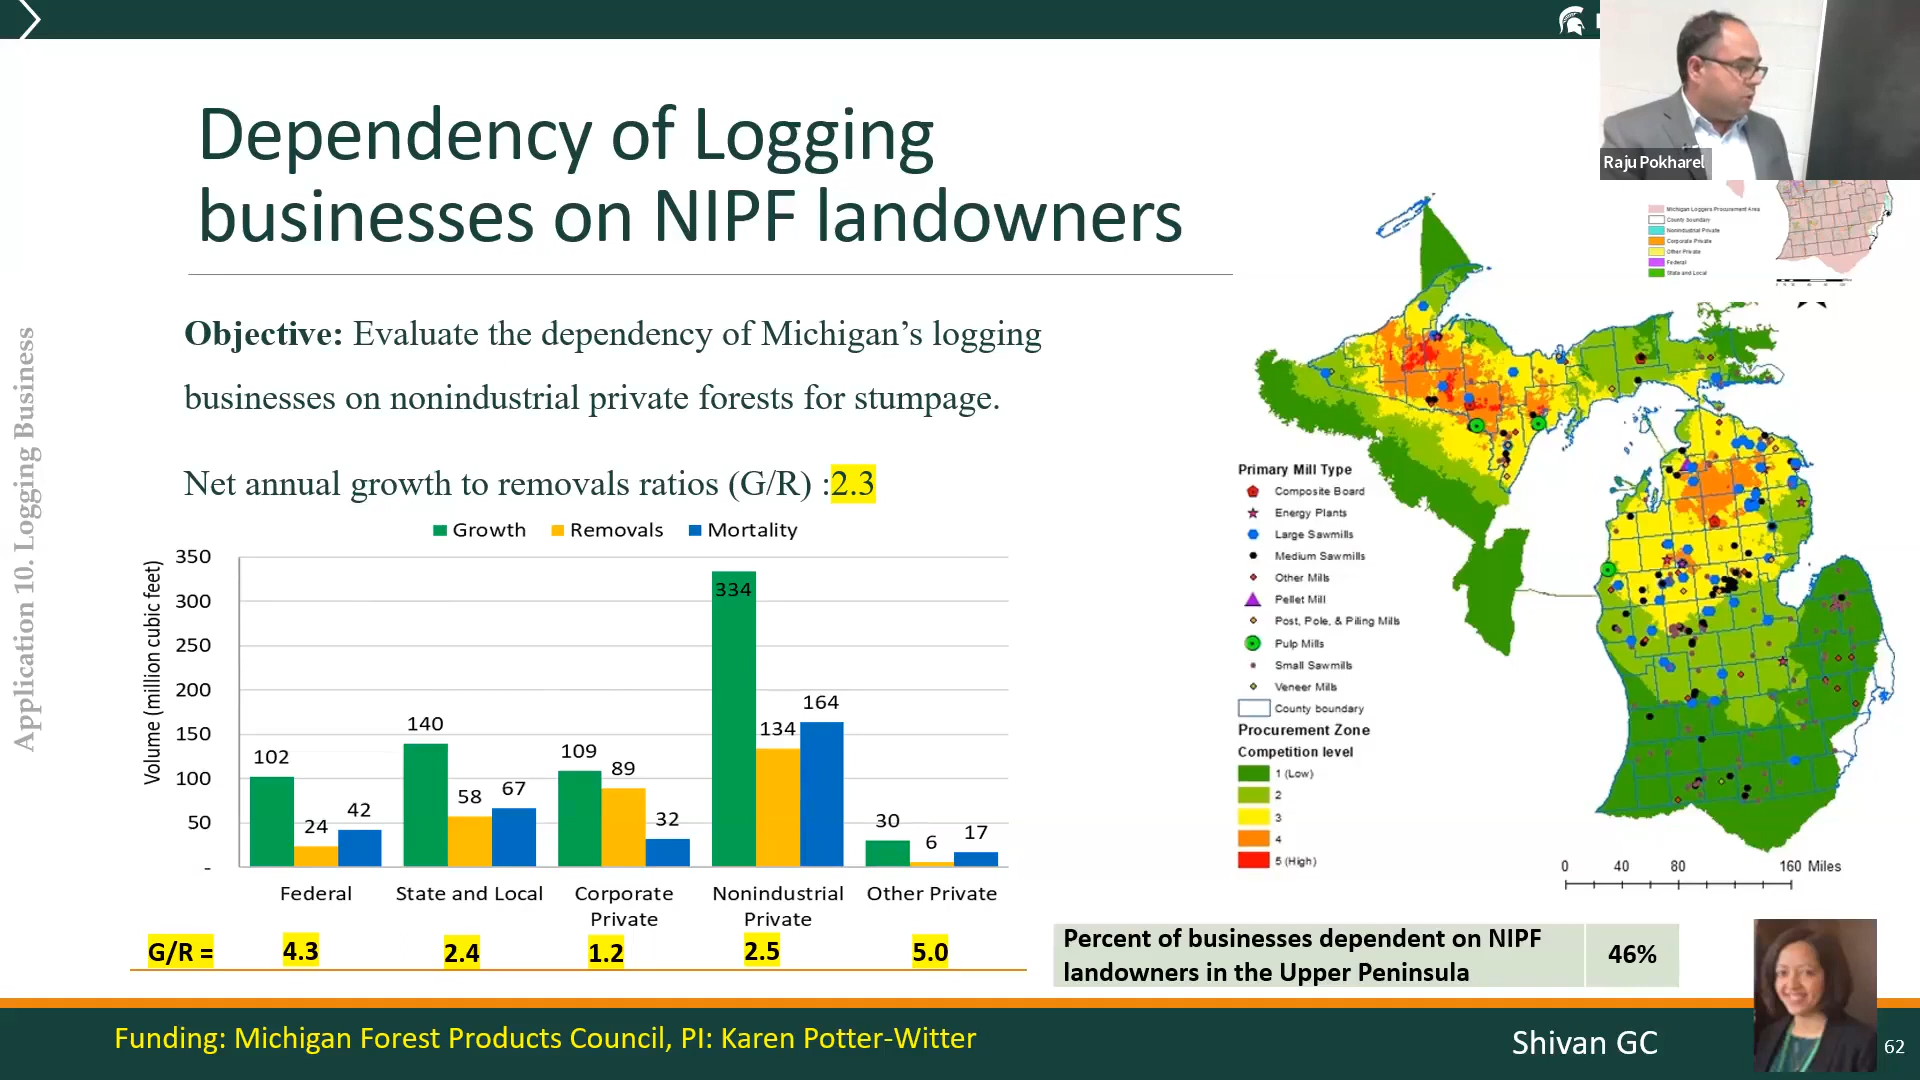 Dependency of Logging
businesses on NIPF landowners
Raju Pokharel
Michigan Loggers Procurement Area
County boundary
Nonindustrial Private
Corporate Private
Other Private
Federal
State and Local
Application 10. Logging Business
Objective: Evaluate the dependency of Michigan’s logging
businesses on nonindustrial private forests for stumpage.
Net annual growth to removals ratios (G/R) :2.3
Growth Removals Mortality
Volume (million cubic feet)
350
300
250
200
150
100
50
-
102 24 42
140 58 67
109 89 32
334 134 164
30 6 17
Federal State and Local Corporate Private Nonindustrial Private Other Private
G/R = 4.3 2.4 1.2 2.5 5.0
Primary Mill Type
Composite Board
Energy Plants
Large Sawmills
Medium Sawmills
Other Mills
Pellet Mill
Post, Pole, & Piling Mills
Pulp Mills
Small Sawmills
Veneer Mills
County boundary
Procurement Zone
Competition level
1 (Low)
2
3
4
5 (High)
0 40 80 160 Miles
Percent of businesses dependent on NIPF
landowners in the Upper Peninsula
46%
Funding: Michigan Forest Products Council, PI: Karen Potter-Witter
Shivan GC
62